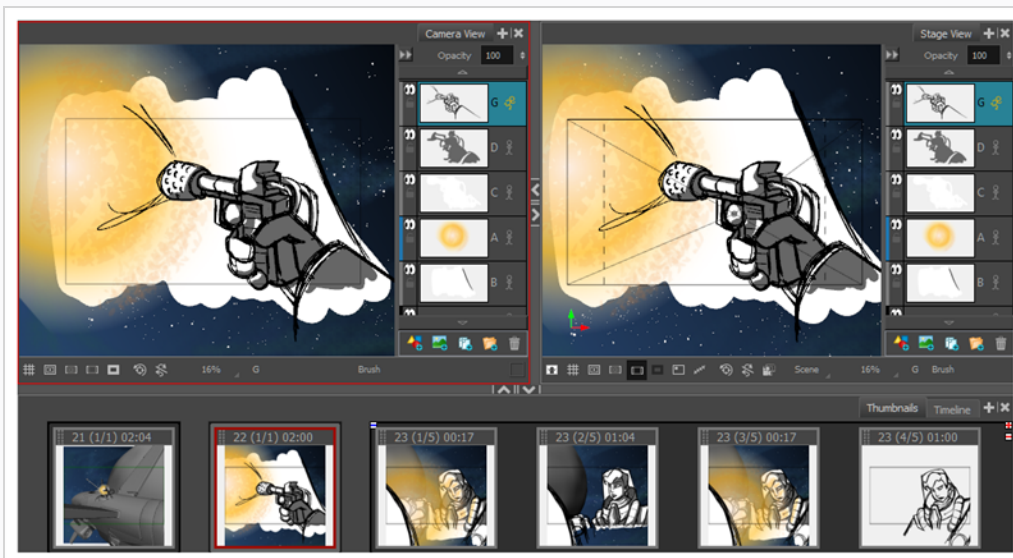 Camera View
Opacity 100
G
D
C
A
B
16% G Brush
Stage View
Opacity 100
G
D
C
A
B
Scene 16% G Brush
Thumbnails Timeline
21 (1/1) 02:04
22 (1/1) 02:00
23 (1/5) 00:17
23 (2/5) 01:04
23 (3/5) 00:17
23 (4/5) 01:00